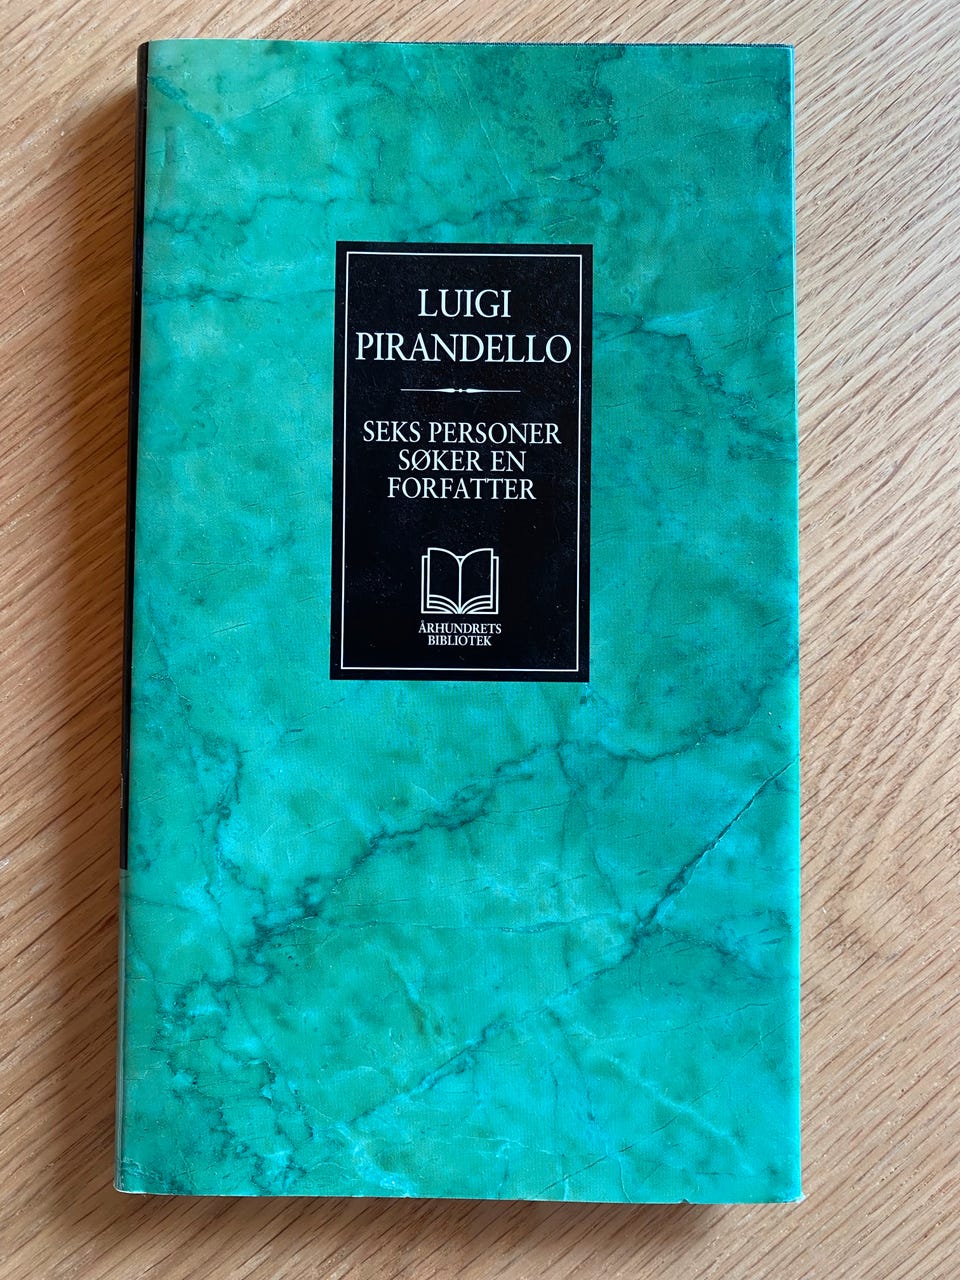 LUIGI
PIRANDELLO
SEKS PERSONER
SØKER EN
FORFATTER
ÅRHUNDRETS
BIBLIOTEK